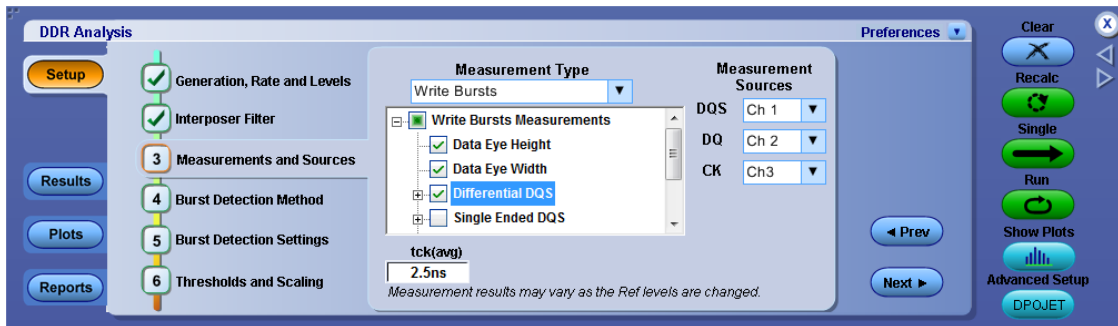 DDR Analysis
Preferences
Clear
X
Setup
Generation, Rate and Levels
Interposer Filter
3 Measurements and Sources
4 Burst Detection Method
5 Burst Detection Settings
6 Thresholds and Scaling
Results
Plots
Reports
Measurement Type
Write Bursts
Write Bursts Measurements
Data Eye Height
Data Eye Width
Differential DQS
Single Ended DQS
tck(avg)
2.5ns
Measurement results may vary as the Ref levels are changed.
Measurement
Sources
DQS Ch 1
DQ Ch 2
CK Ch3
Prev
Next
Recalc
Single
Run
Show Plots
Advanced Setup
DPOJET